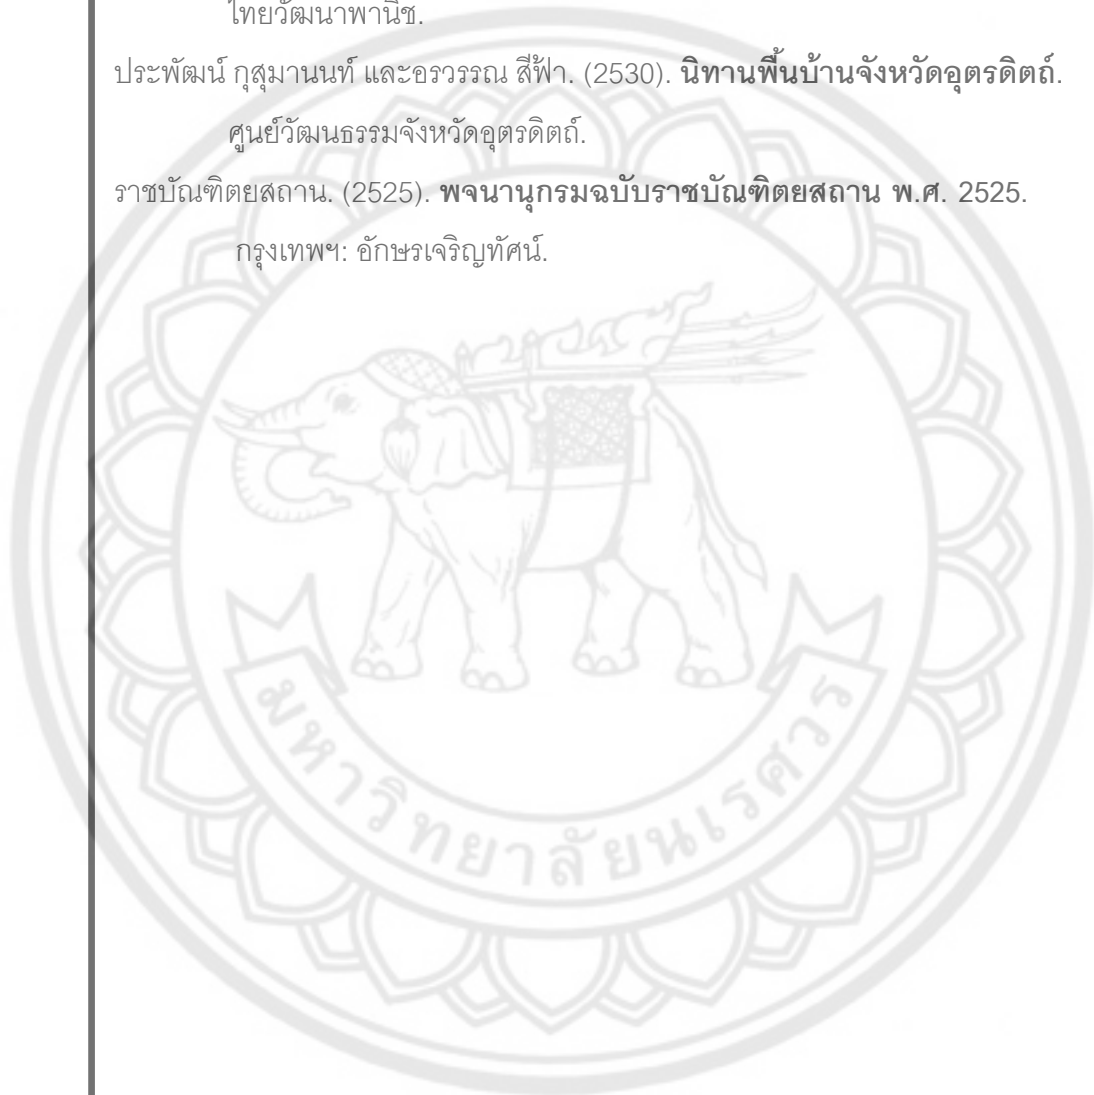 ไทยวัฒนาพานิช.
ประพัฒน์ กุสุมานนท์ และอรวรรณ สีฟ้า. (2530). นิทานพื้นบ้านจังหวัดอุตรดิตถ์.
ศูนย์วัฒนธรรมจังหวัดอุตรดิตถ์.
ราชบัณฑิตยสถาน. (2525). พจนานุกรมฉบับราชบัณฑิตยสถาน พ.ศ. 2525.
กรุงเทพฯ: อักษรเจริญทัศน์.
มหาวิทยาลัยนเรศวร